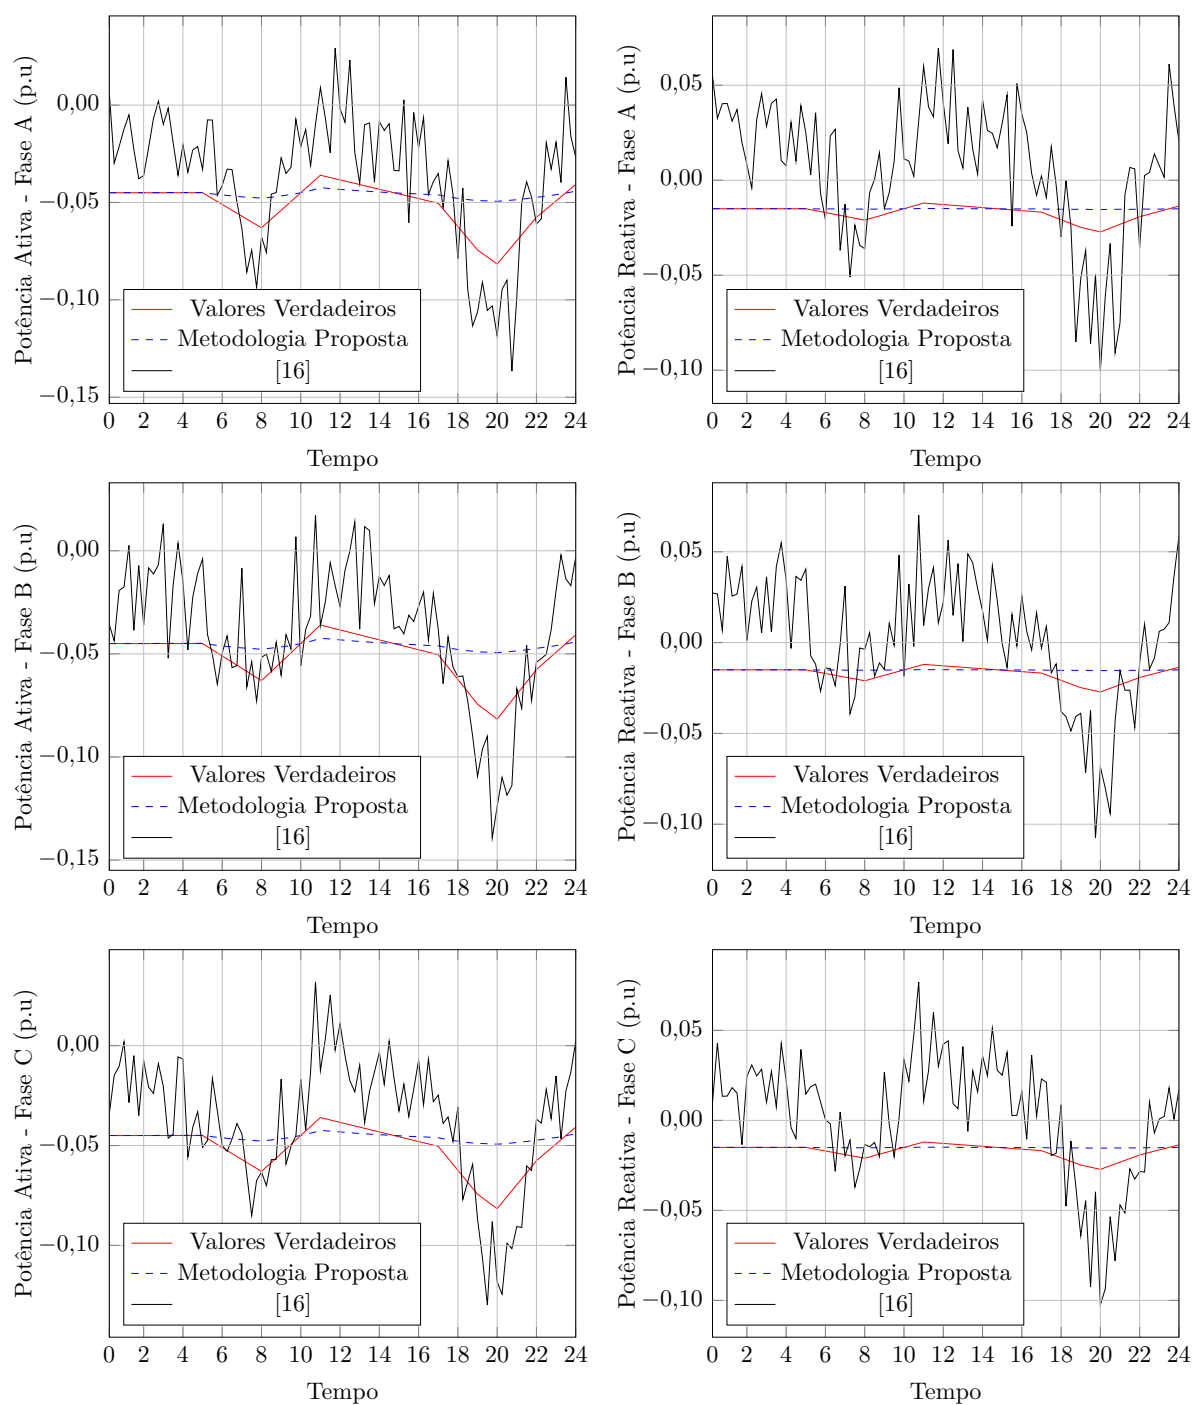 Potência Ativa - Fase A (p.u)
0,00
−0,05
−0,10
−0,15
Valores Verdadeiros
Metodologia Proposta
[16]
0 2 4 6 8 10 12 14 16 18 20 22 24
Tempo
Potência Reativa - Fase A (p.u)
0,05
0,00
−0,05
−0,10
Valores Verdadeiros
Metodologia Proposta
[16]
0 2 4 6 8 10 12 14 16 18 20 22 24
Tempo
Potência Ativa - Fase B (p.u)
0,00
−0,05
−0,10
−0,15
Valores Verdadeiros
Metodologia Proposta
[16]
0 2 4 6 8 10 12 14 16 18 20 22 24
Tempo
Potência Reativa - Fase B (p.u)
0,05
0,00
−0,05
−0,10
Valores Verdadeiros
Metodologia Proposta
[16]
0 2 4 6 8 10 12 14 16 18 20 22 24
Tempo
Potência Ativa - Fase C (p.u)
0,00
−0,05
−0,10
Valores Verdadeiros
Metodologia Proposta
[16]
0 2 4 6 8 10 12 14 16 18 20 22 24
Tempo
Potência Reativa - Fase C (p.u)
0,05
0,00
−0,05
−0,10
Valores Verdadeiros
Metodologia Proposta
[16]
0 2 4 6 8 10 12 14 16 18 20 22 24
Tempo